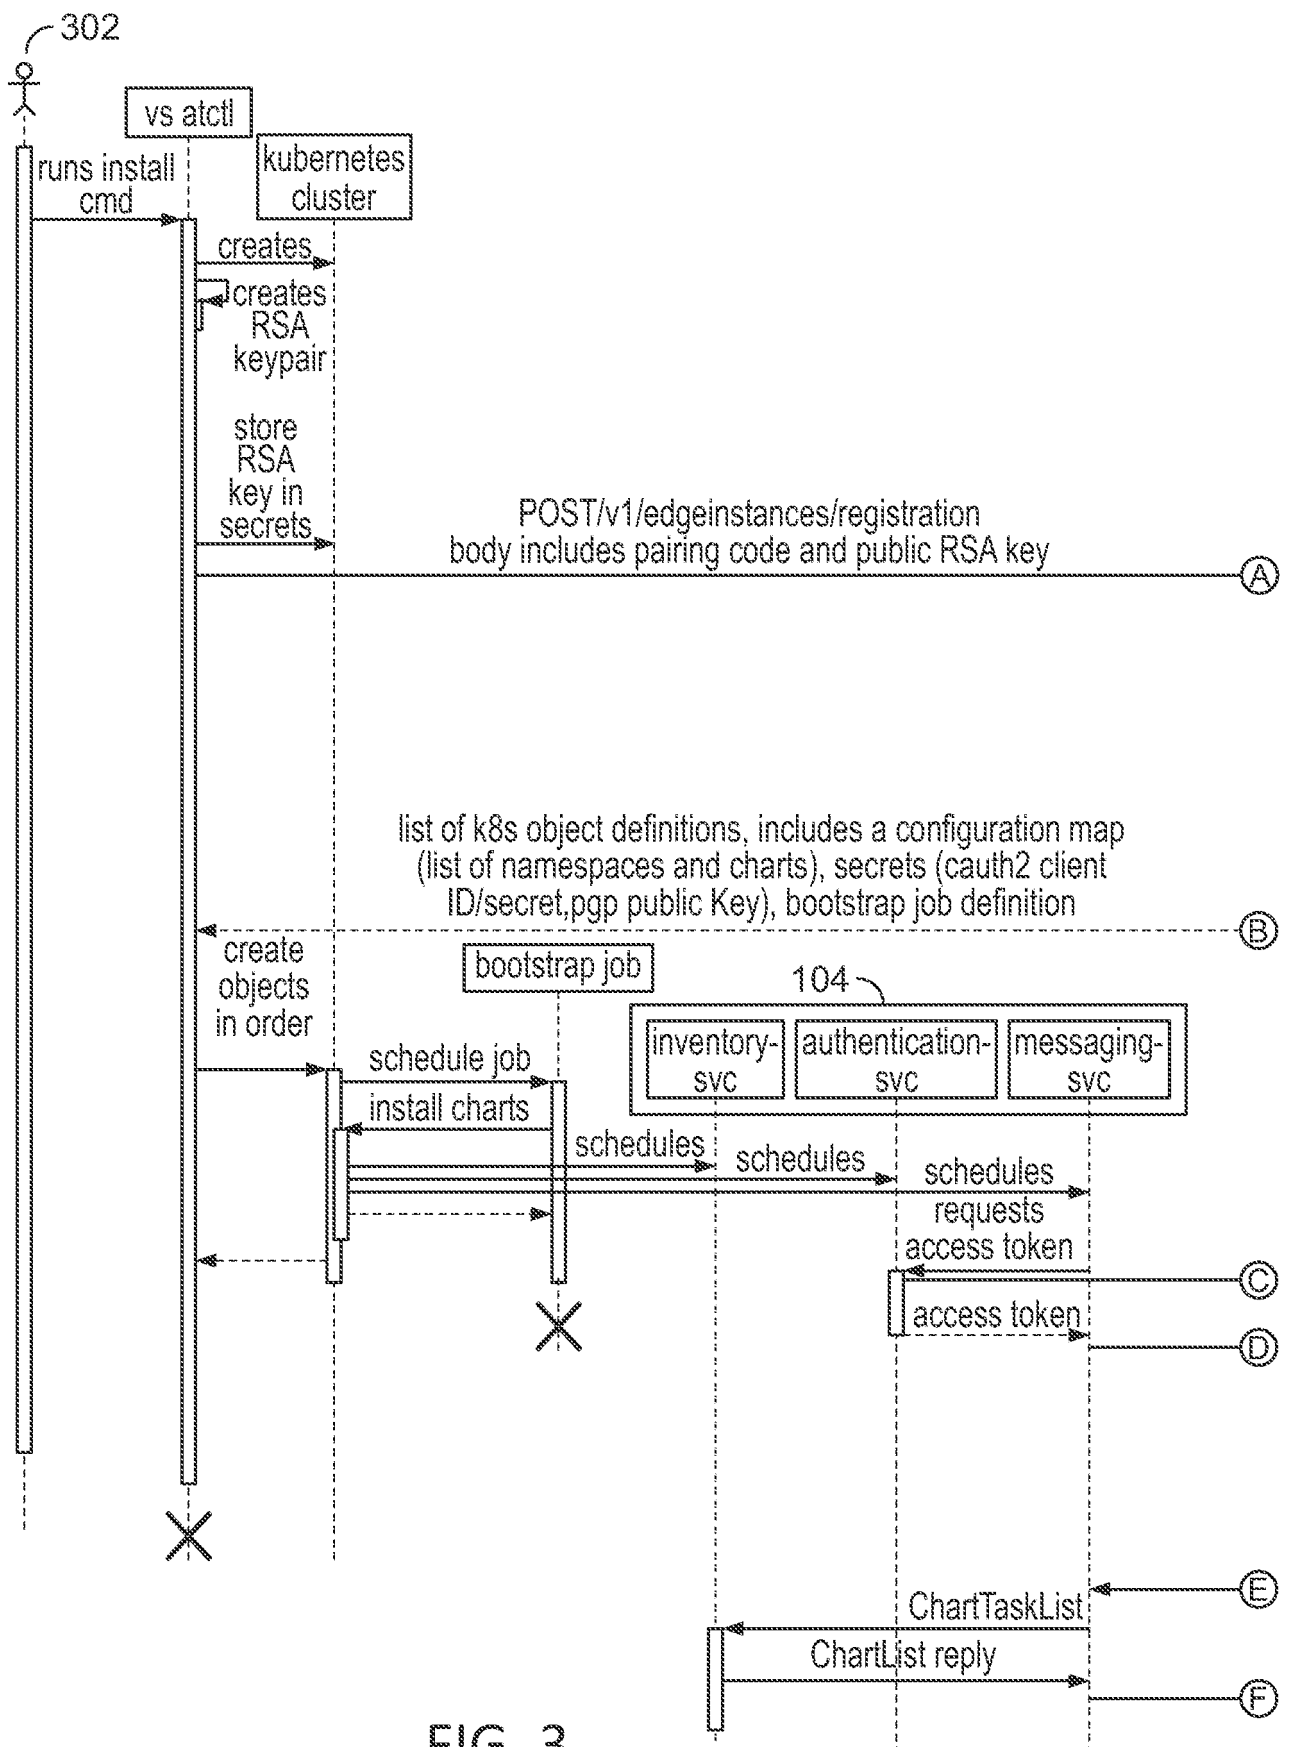 302
vs atctl
kubernetes
cluster
runs install
cmd
creates
creates
RSA
keypair
store
RSA
key in
secrets
POST/v1/edgeinstances/registration
body includes pairing code and public RSA key
A
list of k8s object definitions, includes a configuration map
(list of namespaces and charts), secrets (cauth2 client
ID/secret,pgp public Key), bootstrap job definition
B
create
objects
in order
bootstrap job
104
inventory-
svc
authentication-
svc
messaging-
svc
schedule job
install charts
schedules
schedules
schedules
requests
access token
C
access token
D
E
ChartTaskList
ChartList reply
F
FIG. 3